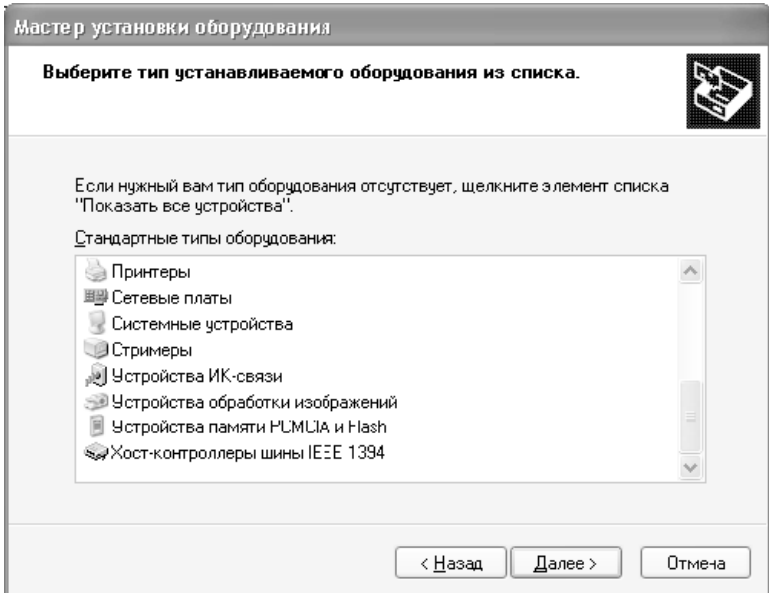 Мастер установки оборудования
Выберите тип устанавливаемого оборудования из списка.
Если нужный вам тип оборудования отсутствует, щелкните элемент списка
"Показать все устройства".
Стандартные типы оборудования:
Принтеры
Сетевые платы
Системные устройства
Стримеры
Устройства ИК-связи
Устройства обработки изображений
Устройства памяти PCMCIA и Flash
Хост-контроллеры шины IEEE 1394
< Назад
Далее >
Отмена